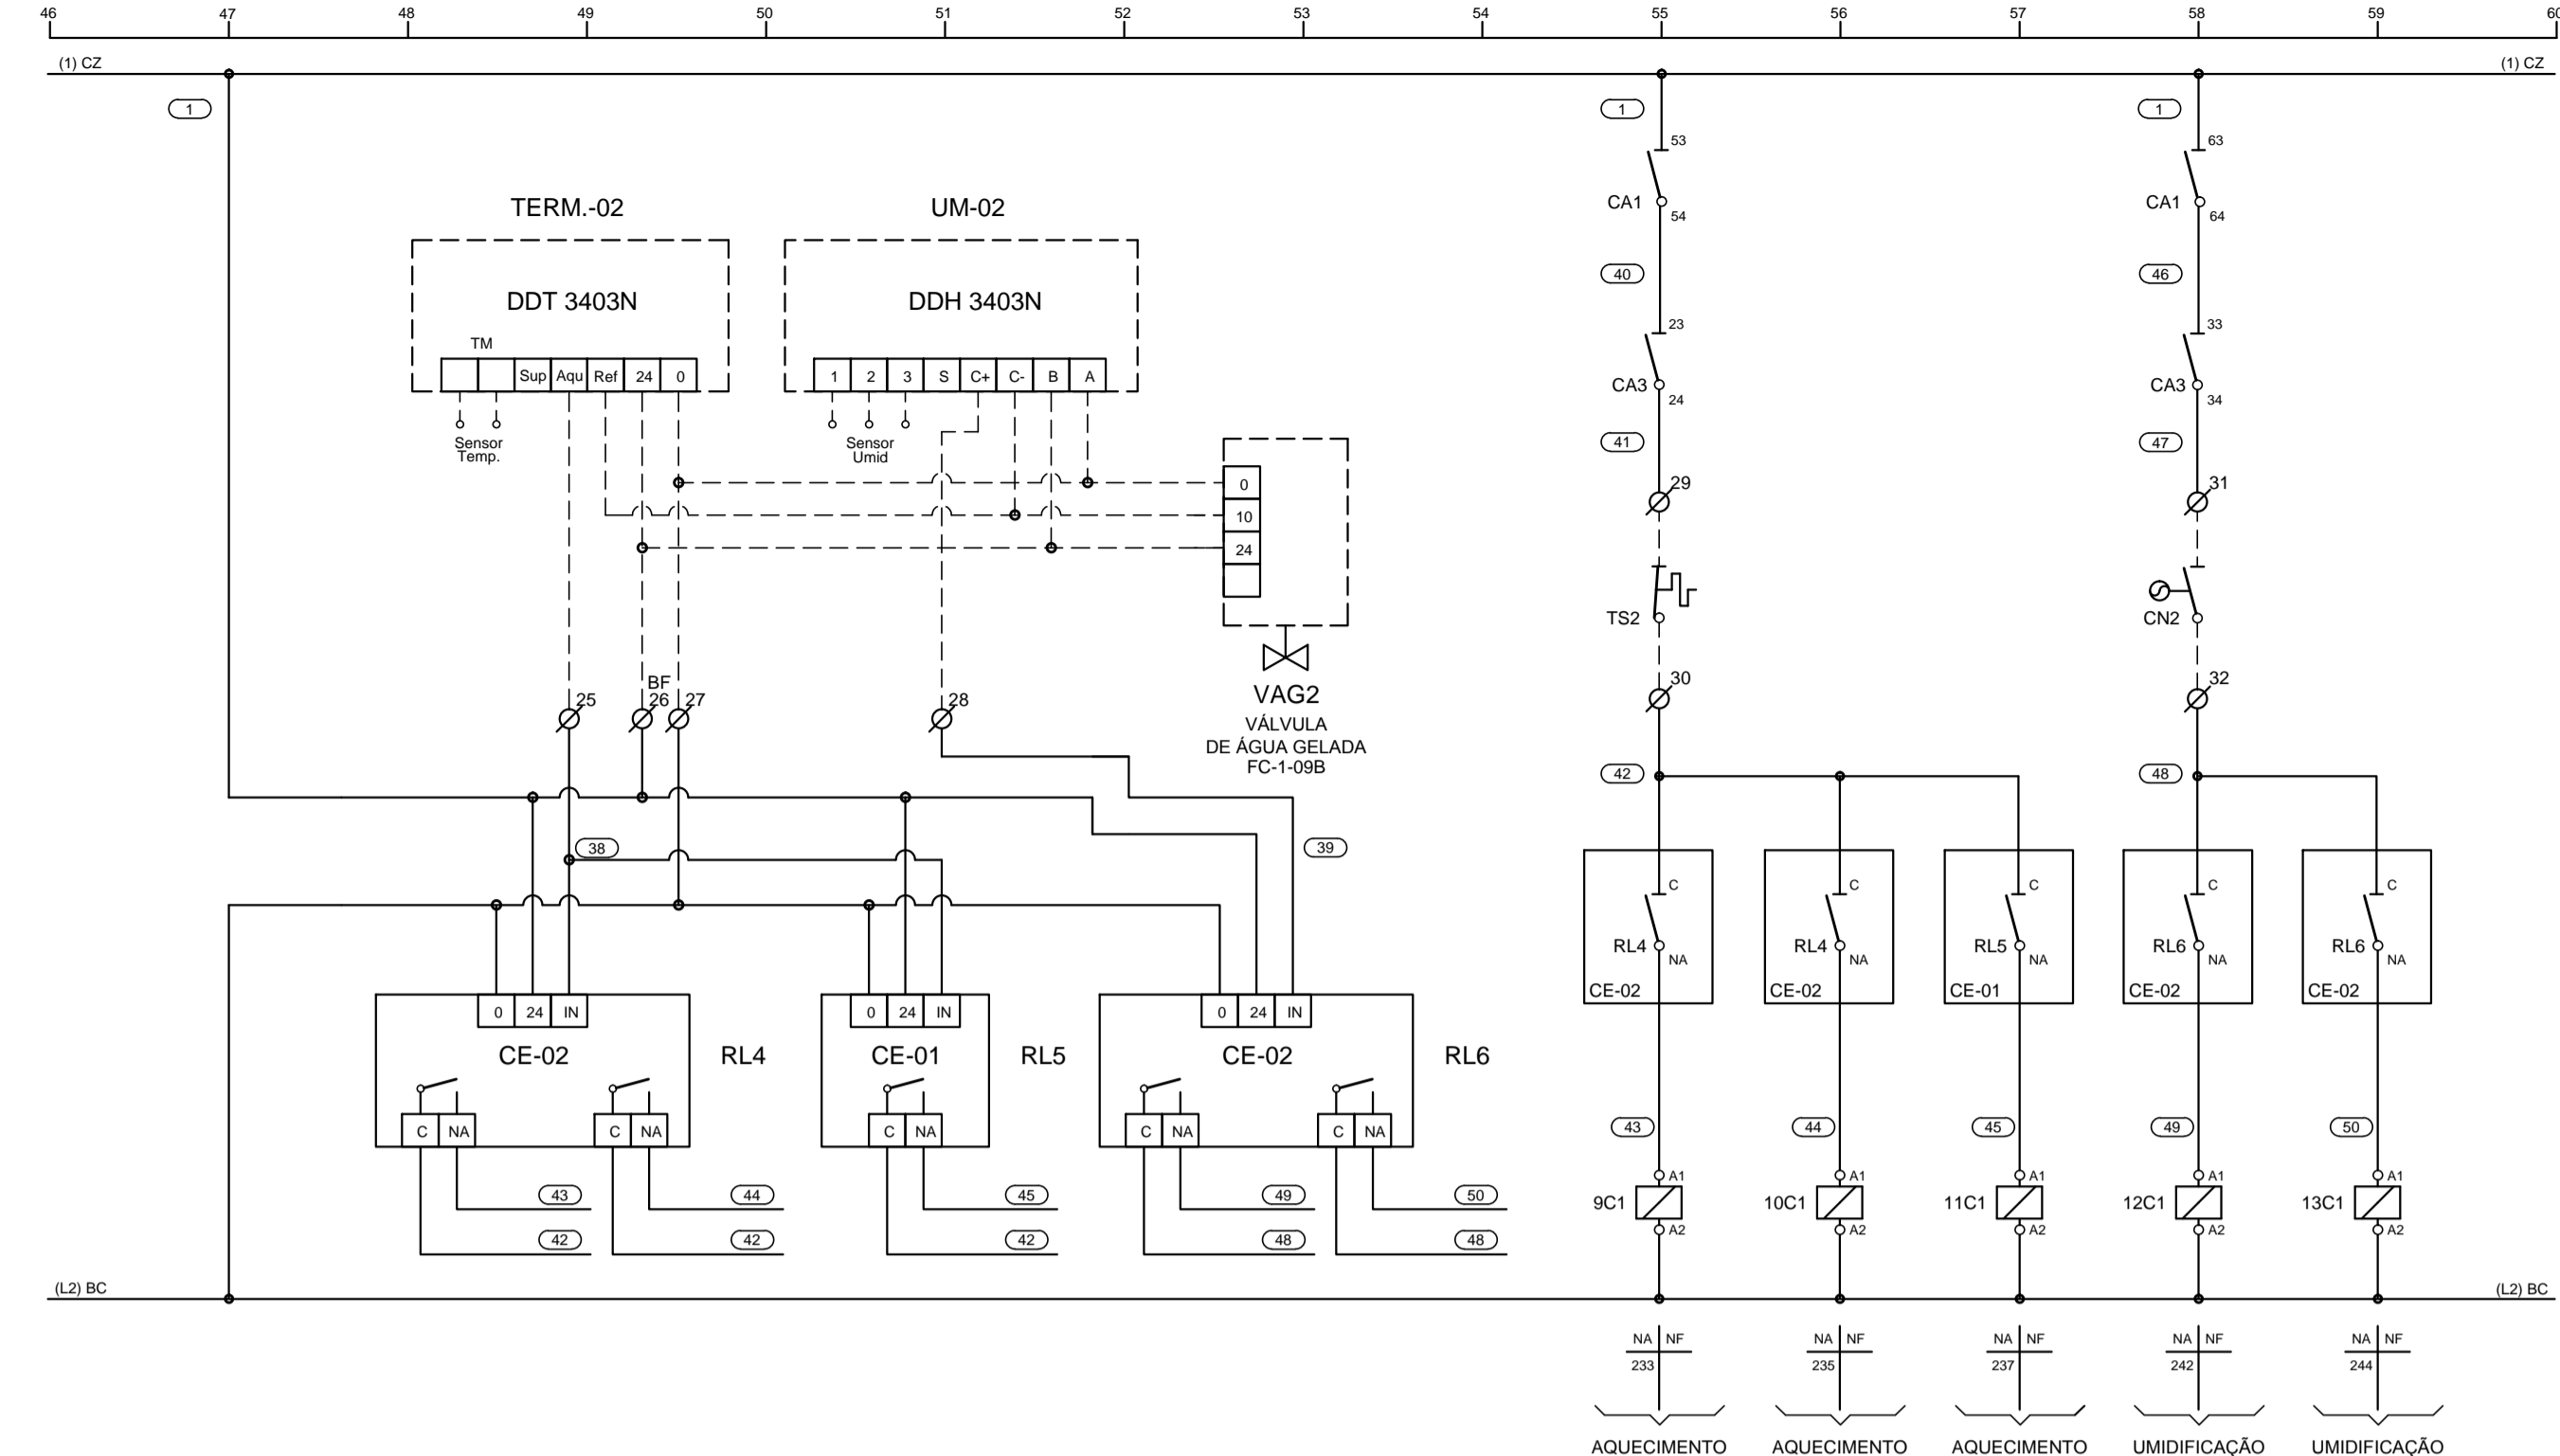 46 47 48 49 50 51 52 53 54 55 56 57 58 59 60
(1) CZ (1) CZ
1 1 1
53 63
CA1 CA1
54 64
TERM.-02 UM-02
40 46
DDT 3403N DDH 3403N
23 33
TM
Sup Aqu Ref 24 0 1 2 3 S C+ C- B A
CA3 CA3
24 34
Sensor
Temp.
Sensor
Umid
41 47
0
29 31
10
24
TS2 CN2
BF
25 26 27 28
30 32
VAG2
VÁLVULA
DE ÁGUA GELADA
FC-1-09B
42 48
38 39
C C C C C
RL4 RL4 RL5 RL6 RL6
NA NA NA NA NA
CE-02 CE-02 CE-01 CE-02 CE-02
0 24 IN 0 24 IN 0 24 IN
CE-02 RL4 CE-01 RL5 CE-02 RL6
C NA C NA C NA C NA C NA
43 44 45 49 50
43 44 45 49 50
A1 A1 A1 A1 A1
9C1 10C1 11C1 12C1 13C1
A2 A2 A2 A2 A2
42 42 42 48 48
(L2) BC (L2) BC
NA NF NA NF NA NF NA NF NA NF
233 235 237 242 244
AQUECIMENTO AQUECIMENTO AQUECIMENTO UMIDIFICAÇÃO UMIDIFICAÇÃO